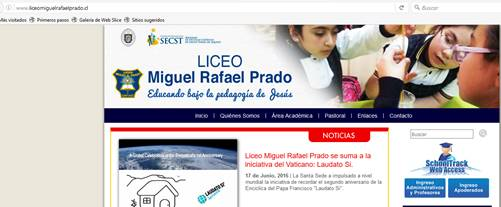 www.liceomiguelrafaelprado.cl
Buscar
Más visitados
Primeros pasos
Galería de Web Slice
Sitios sugeridos
SECST
LICEO
Miguel Rafael Prado
Educando bajo la pedagogía de Jesús
Inicio | Quiénes Somos | Área Académica | Pastoral | Enlaces | Contacto
NOTICIAS
Buscar
Liceo Miguel Rafael Prado se suma a la
iniciativa del Vaticano: Laudato Si.
17 de Junio, 2016 | La Santa Sede a impulsado a nivel
mundial la iniciativa de recordar el segundo aniversario de la
Encíclica del Papa Francisco "Laudato Si".
LAUDATO SI'
SchoolTrack
Web Access
Ingreso
Administrativos
y Profesores
Ingreso
Apoderados